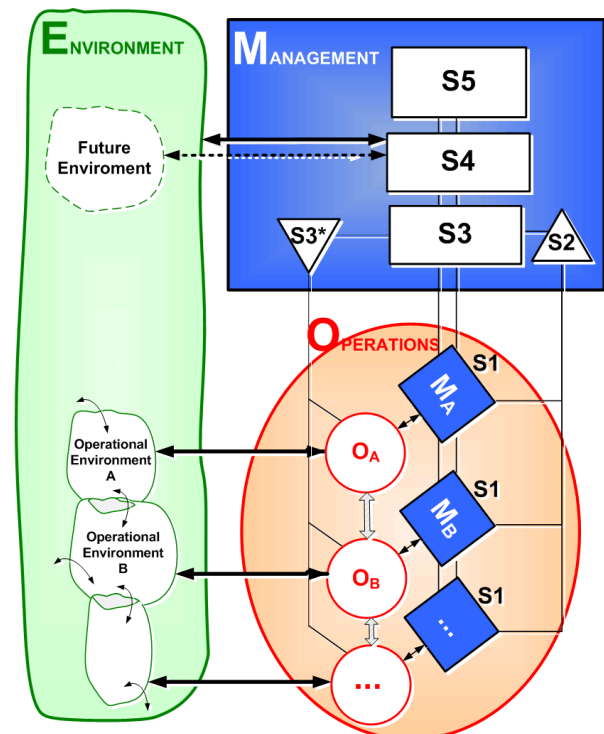 ENVIRONMENT
MANAGEMENT
S5
Future
Enviroment
S4
S3*
S3
S2
OPERATIONS
S1
MA
Operational
Environment
A
OA
S1
MB
Operational
Environment
B
OB
S1
...
...